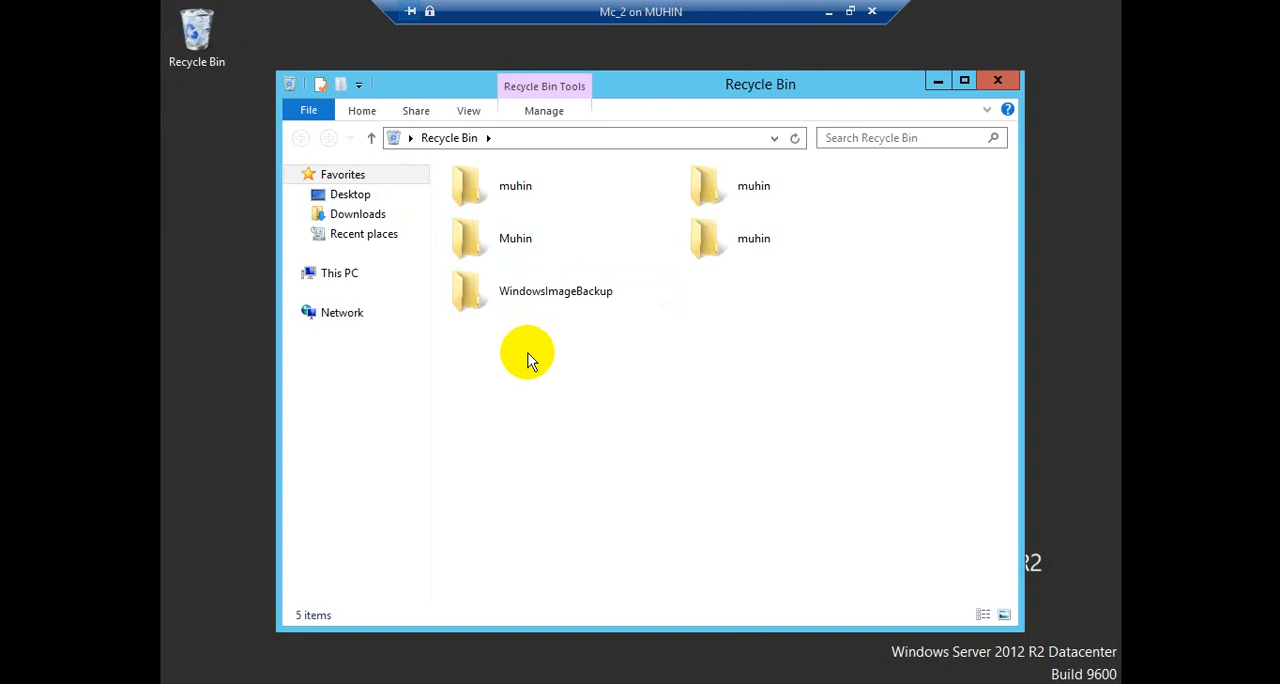 Mc_2 on MUHIN
Recycle Bin
Recycle Bin Tools
Recycle Bin
File
Home
Share
View
Manage
Recycle Bin
Search Recycle Bin
Favorites
Desktop
Downloads
Recent places
This PC
Network
muhin
muhin
Muhin
muhin
WindowsImageBackup
5 items
R2
Windows Server 2012 R2 Datacenter
Build 9600